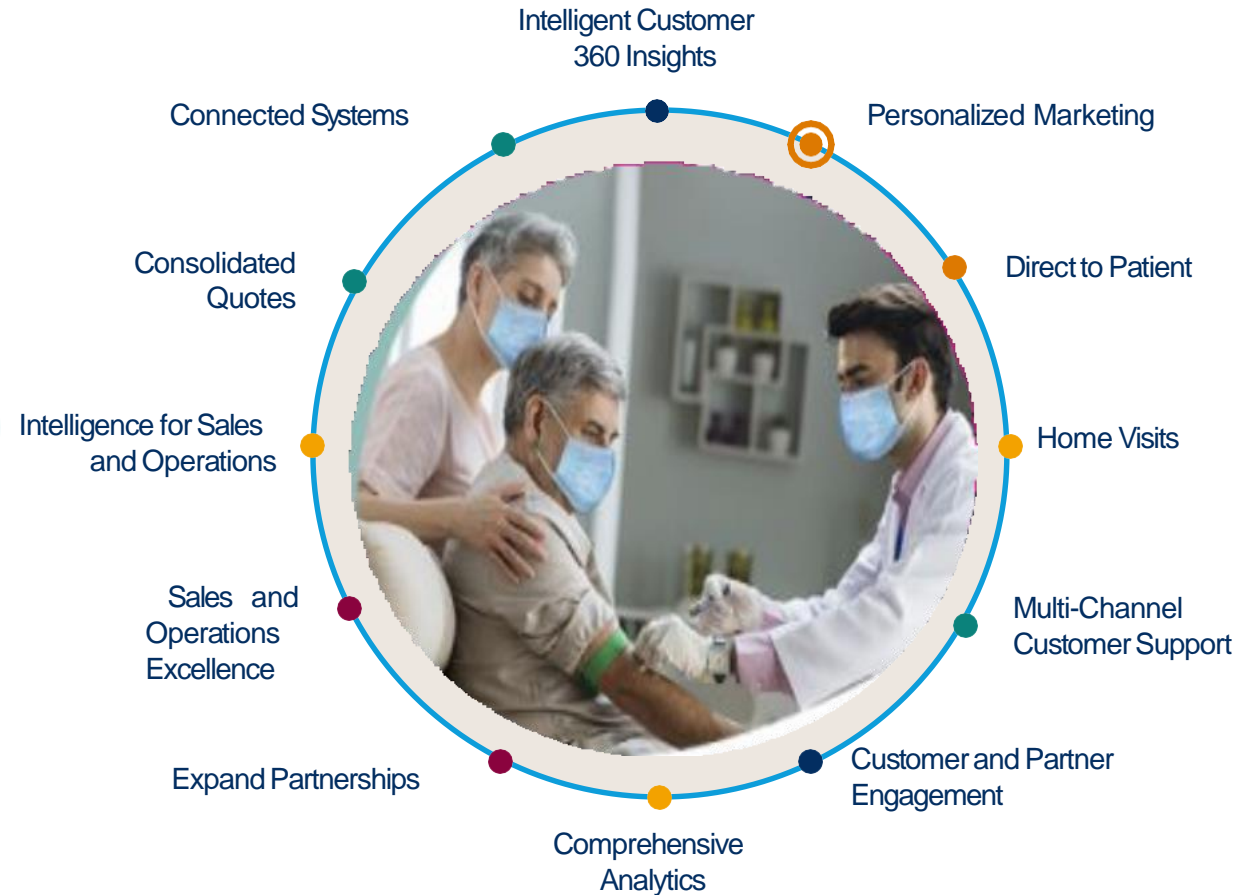 Intelligent Customer
360 Insights
Connected Systems
Personalized Marketing
Consolidated
Quotes
Direct to Patient
Intelligence for Sales
and Operations
Home Visits
Sales and
Operations
Excellence
Multi-Channel
Customer Support
Expand Partnerships
Customer and Partner
Engagement
Comprehensive
Analytics